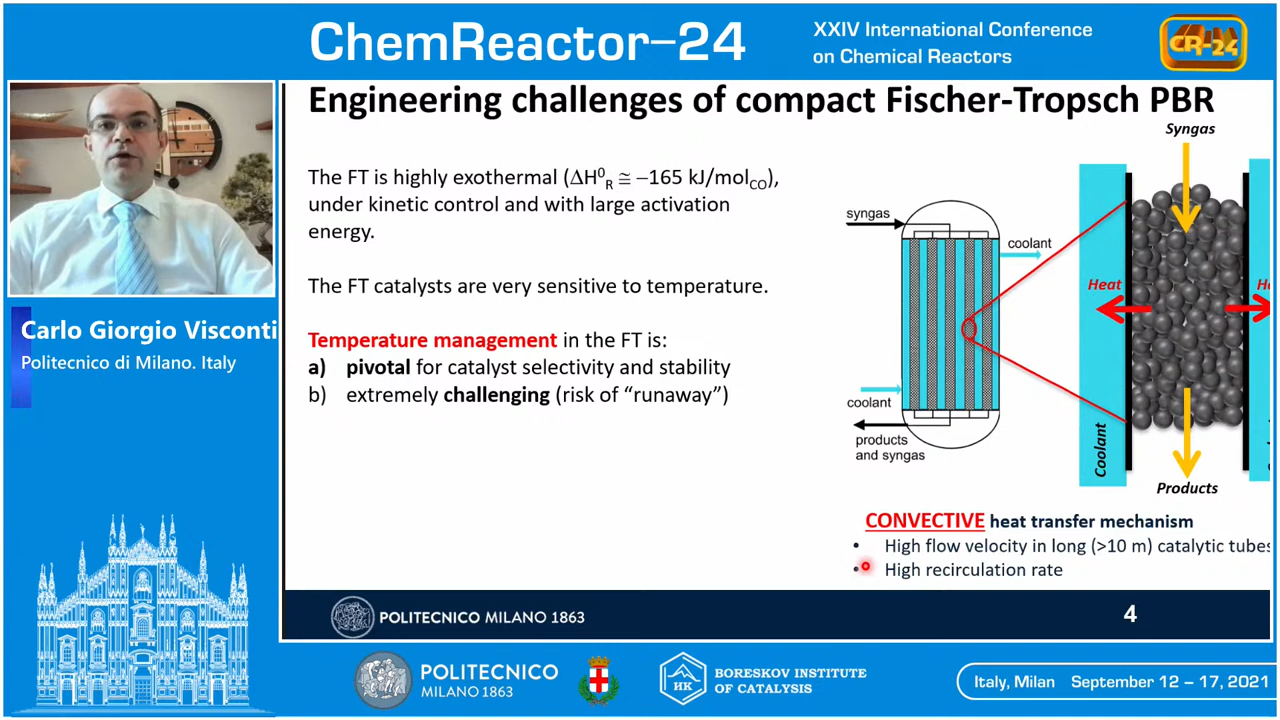 ChemReactor–24
XXIV International Conference
on Chemical Reactors
CR-24
Engineering challenges of compact Fischer-Tropsch PBR
The FT is highly exothermal (ΔH⁰R ≅ −165 kJ/molCO),
under kinetic control and with large activation
energy.
The FT catalysts are very sensitive to temperature.
Temperature management in the FT is:
a) pivotal for catalyst selectivity and stability
b) extremely challenging (risk of “runaway”)
syngas
coolant
coolant
products
and syngas
Syngas
Heat
Coolant
Products
CONVECTIVE heat transfer mechanism
• High flow velocity in long (>10 m) catalytic tubes
• High recirculation rate
Carlo Giorgio Visconti
Politecnico di Milano. Italy
POLITECNICO MILANO 1863
4
POLITECNICO
MILANO 1863
НК
BORESKOV INSTITUTE
OF CATALYSIS
Italy, Milan September 12 – 17, 2021